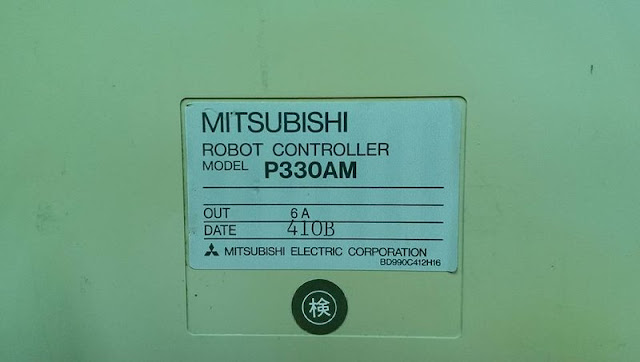 MITSUBISHI
ROBOT CONTROLLER
MODEL P330AM
OUT 6A
DATE 410B
MITSUBISHI ELECTRIC CORPORATION
BD990C412H16
検